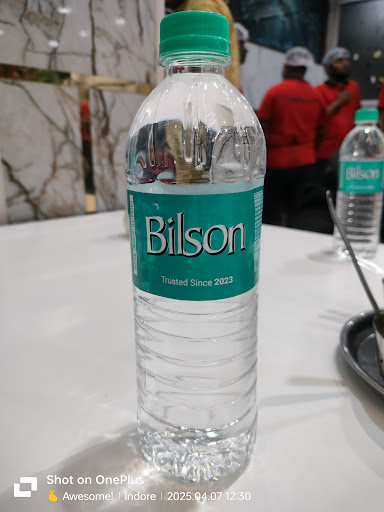 Bilson
Trusted Since 2023
Bilson
Shot on OnePlus
Awesome! | Indore | 2025.04.07 12:30